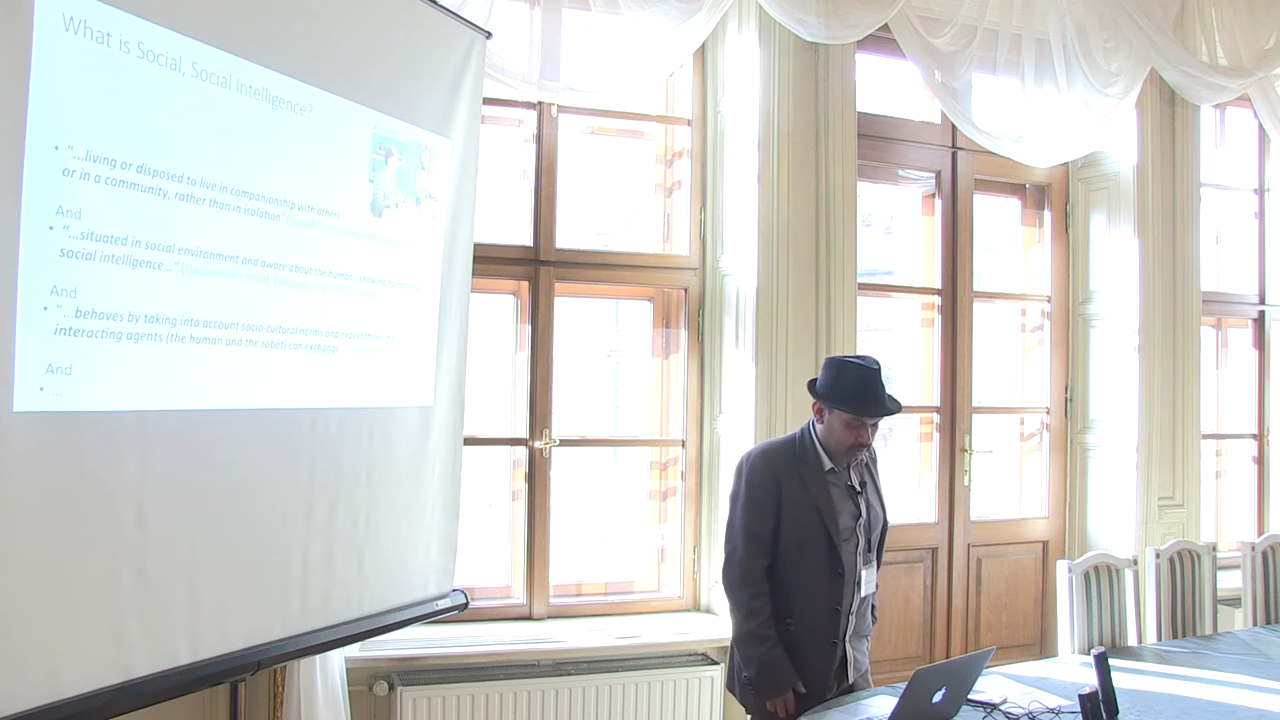 What is Social, Social Intelligence?
• "...living or disposed to live in companionship with others
or in a community, rather than in isolation"
And
• "...situated in social environment and aware about the human...
social intelligence..."
And
• "...behaves by taking into account socio-cultural norms and
interacting agents (the human and the robot) can exchange
And
• ...